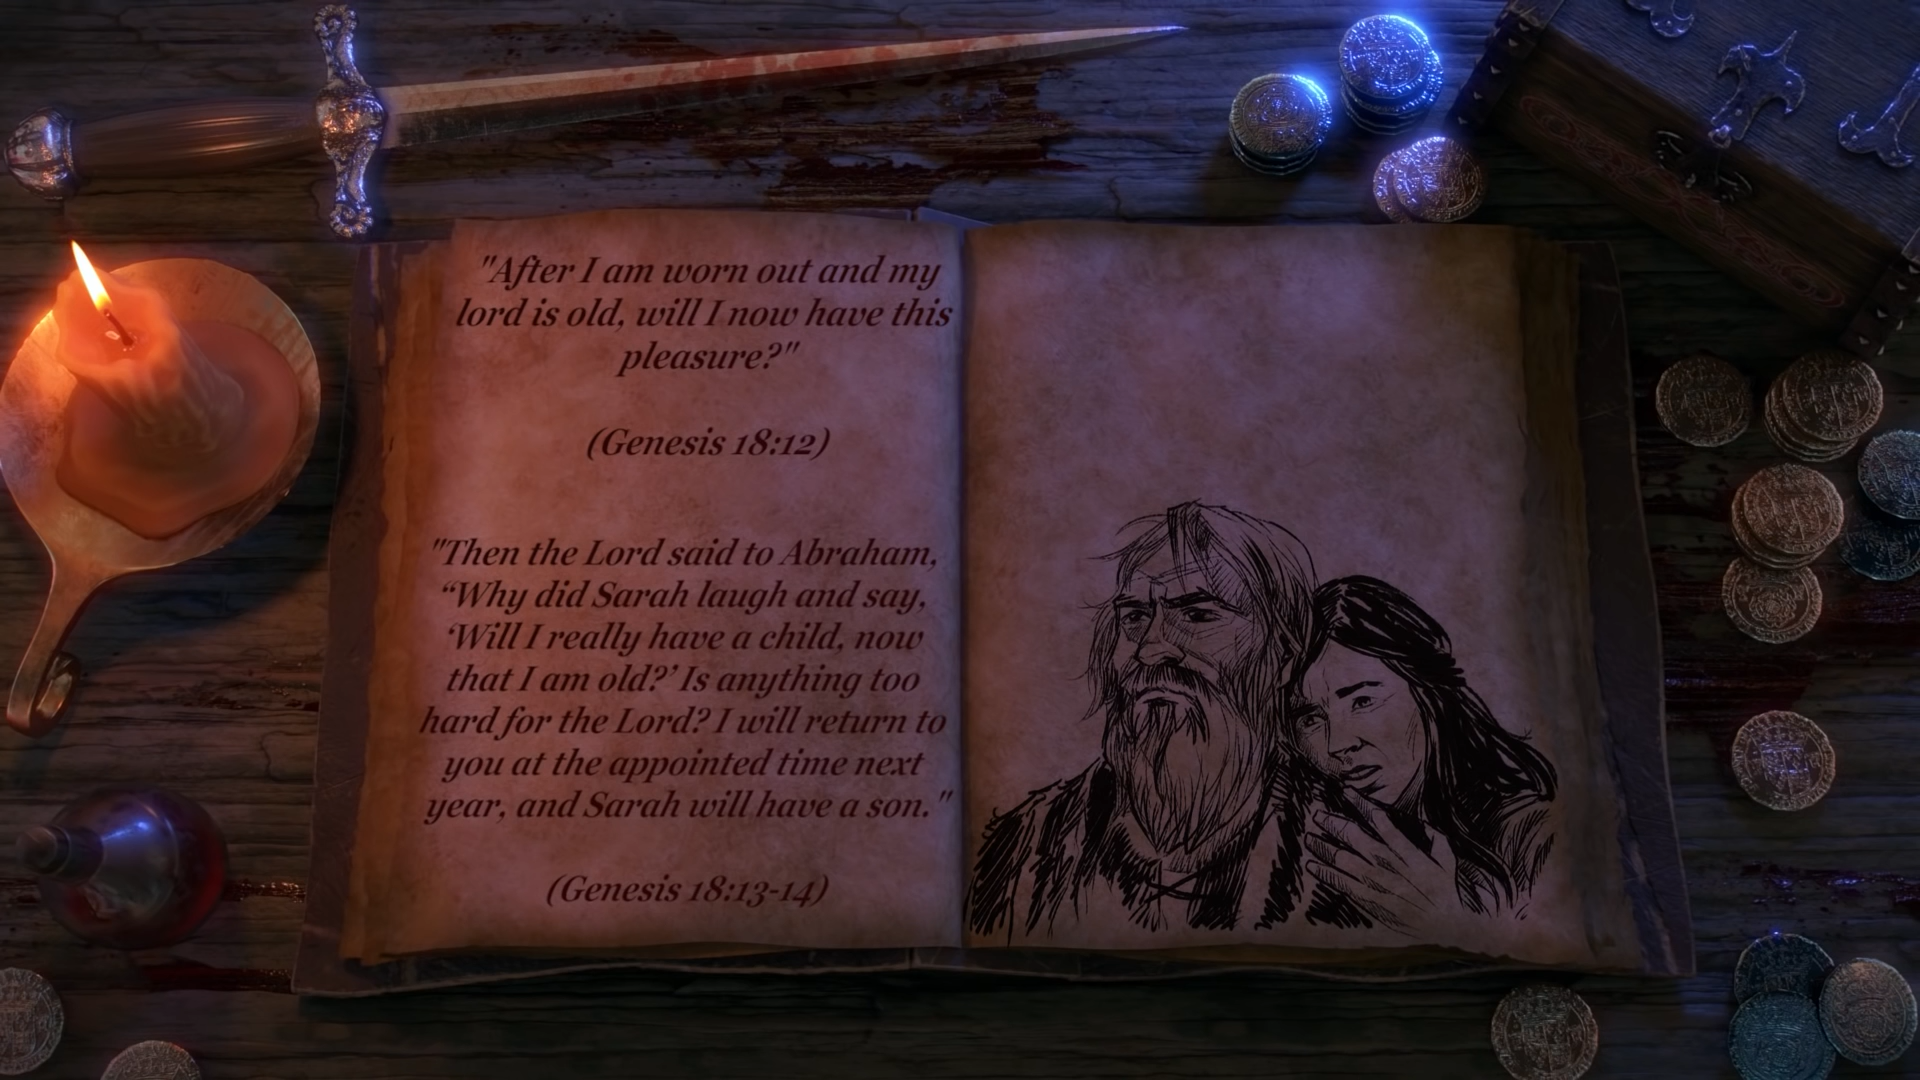 "After I am worn out and my
lord is old, will I now have this
pleasure?"
(Genesis 18:12)
"Then the Lord said to Abraham,
“Why did Sarah laugh and say,
‘Will I really have a child, now
that I am old?’ Is anything too
hard for the Lord? I will return to
you at the appointed time next
year, and Sarah will have a son."
(Genesis 18:13-14)